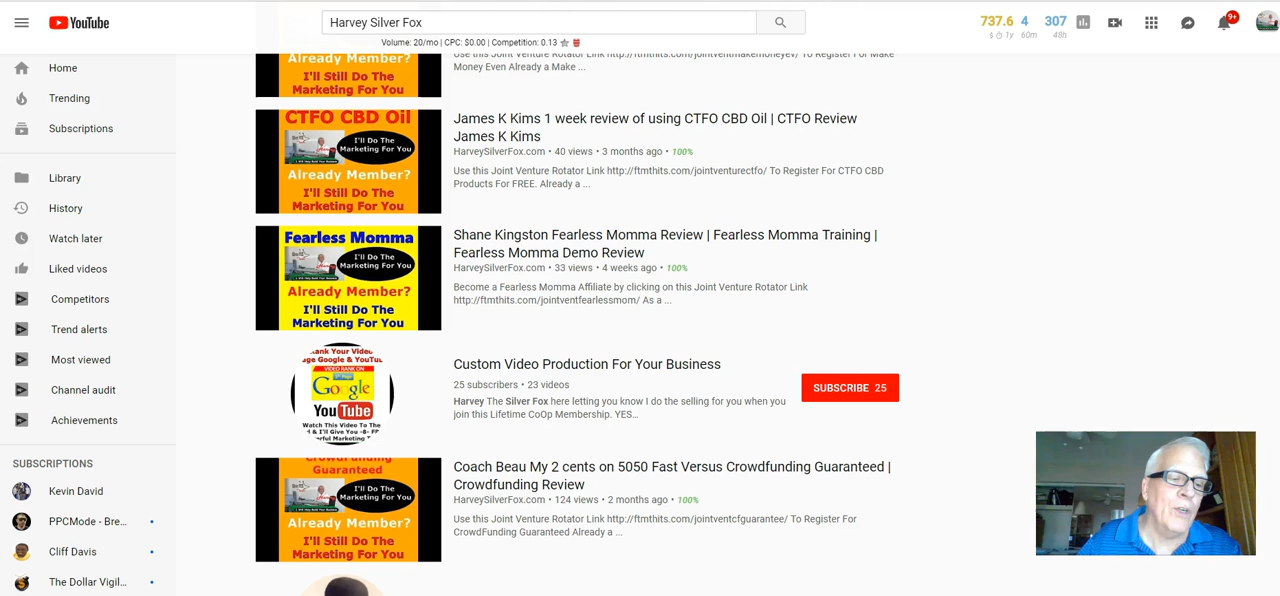 YouTube
Harvey Silver Fox
Volume: 20/mo | CPC: $0.00 | Competition: 0.13
737.6 4 307
$ 1y 60m 48h
9+
Home
Trending
Subscriptions
Library
History
Watch later
Liked videos
Competitors
Trend alerts
Most viewed
Channel audit
Achievements
SUBSCRIPTIONS
Kevin David
PPCMode - Bre...
Cliff Davis
The Dollar Vigil...
Already Member?
I'll Still Do The
Marketing For You
Use this Joint Venture Rotator Link http://ftmthits.com/jointventmakemoneyev/ To Register For Make
Money Even Already a Make ...
CTFO CBD Oil
I'll Do The
Marketing For You
Already Member?
I'll Still Do The
Marketing For You
James K Kims 1 week review of using CTFO CBD Oil | CTFO Review
James K Kims
HarveySilverFox.com • 40 views • 3 months ago • 100%
Use this Joint Venture Rotator Link http://ftmthits.com/jointventurectfo/ To Register For CTFO CBD
Products For FREE. Already a ...
Fearless Momma
I'll Do The
Marketing For You
Already Member?
I'll Still Do The
Marketing For You
Shane Kingston Fearless Momma Review | Fearless Momma Training |
Fearless Momma Demo Review
HarveySilverFox.com • 33 views • 4 weeks ago • 100%
Become a Fearless Momma Affiliate by clicking on this Joint Venture Rotator Link
http://ftmthits.com/jointventfearlessmom/ As a ...
VIDEO RANK ON
Google
YouTube
Watch This Video To The
Custom Video Production For Your Business
25 subscribers • 23 videos
Harvey The Silver Fox here letting you know I do the selling for you when you
join this Lifetime CoOp Membership. YES...
SUBSCRIBE 25
Crowdfunding
Guaranteed
I'll Do The
Marketing For You
Already Member?
I'll Still Do The
Marketing For You
Coach Beau My 2 cents on 5050 Fast Versus Crowdfunding Guaranteed |
Crowdfunding Review
HarveySilverFox.com • 124 views • 2 months ago • 100%
Use this Joint Venture Rotator Link http://ftmthits.com/jointventcfguarantee/ To Register For
CrowdFunding Guaranteed Already a ...